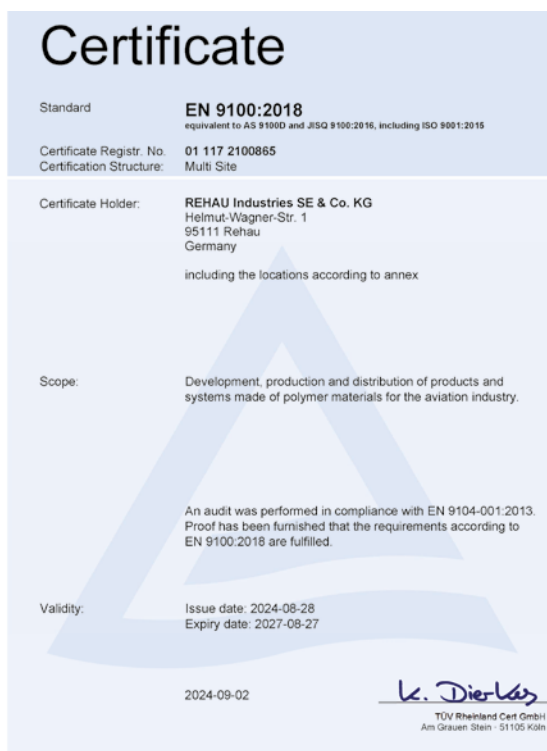 Certificate
Standard
EN 9100:2018
equivalent to AS 9100D and JISQ 9100:2016, including ISO 9001:2015
Certificate Registr. No.
01 117 2100865
Certification Structure:
Multi Site
Certificate Holder:
REHAU Industries SE & Co. KG
Helmut-Wagner-Str. 1
95111 Rehau
Germany
including the locations according to annex
Scope:
Development, production and distribution of products and
systems made of polymer materials for the aviation industry.
An audit was performed in compliance with EN 9104-001:2013.
Proof has been furnished that the requirements according to
EN 9100:2018 are fulfilled.
Validity:
Issue date: 2024-08-28
Expiry date: 2027-08-27
2024-09-02
K. Dierkes
TÜV Rheinland Cert GmbH
Am Grauen Stein · 51105 Köln